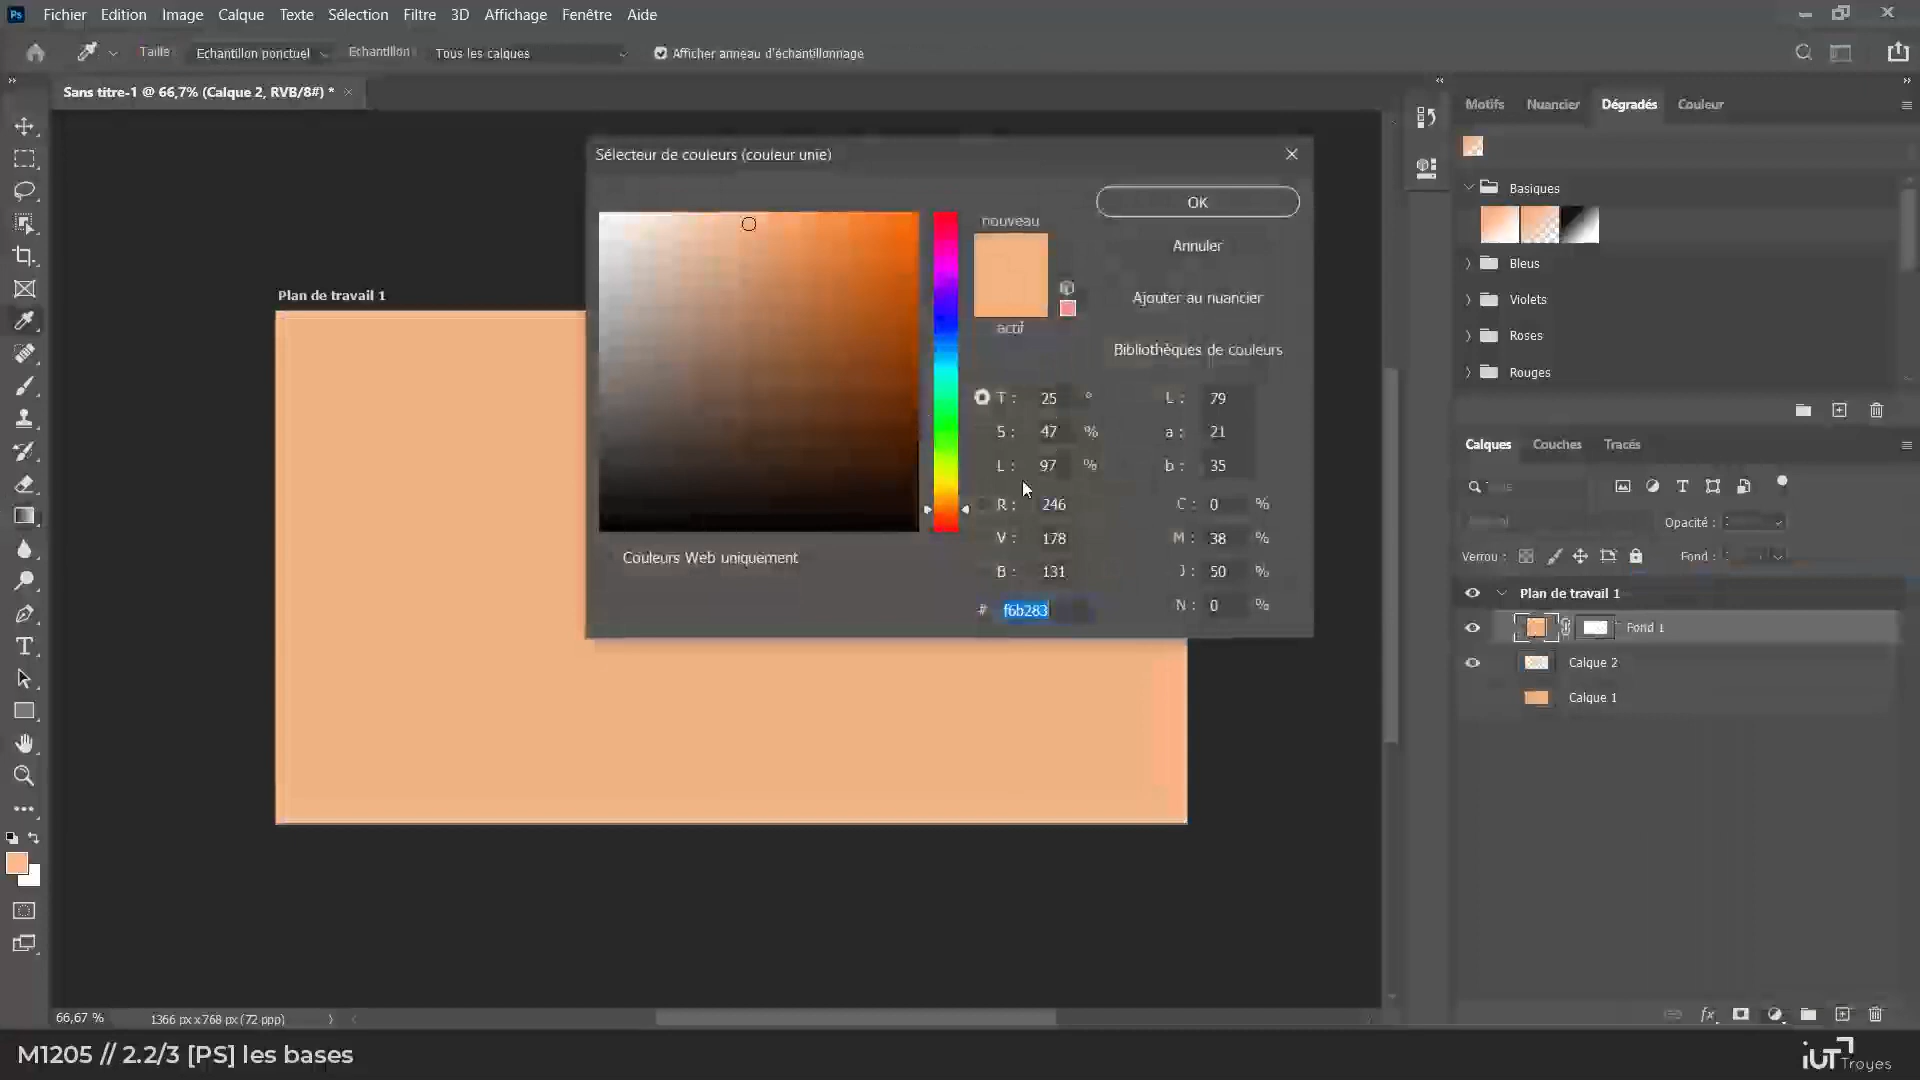 Ps Fichier Edition Image Calque Texte Sélection Filtre 3D Affichage Fenêtre Aide
Taille Echantillon ponctuel Echantillon Tous les calques Afficher anneau d'échantillonnage
Sans titre-1 @ 66,7% (Calque 2, RVB/8#) *
Motifs Nuancier Dégradés Couleur
Sélecteur de couleurs (couleur unie)
Basiques
OK
nouveau
Annuler
Bleus
Plan de travail 1
Ajouter au nuancier
Violets
actif
Roses
Bibliothèques de couleurs
Rouges
T : 25 ° L : 79
S : 47 % a : 21
L : 97 % b : 35
Calques Couches Tracés
R : 246 C : 0 %
Opacité :
V : 178 M : 38 %
Couleurs Web uniquement
Verrou : Fond :
B : 131 J : 50 %
Plan de travail 1
# f6b283 N : 0 %
Fond 1
Calque 2
Calque 1
66,67 % 1366 px x 768 px (72 ppp)
M1205 // 2.2/3 [PS] les bases
iUT Troyes